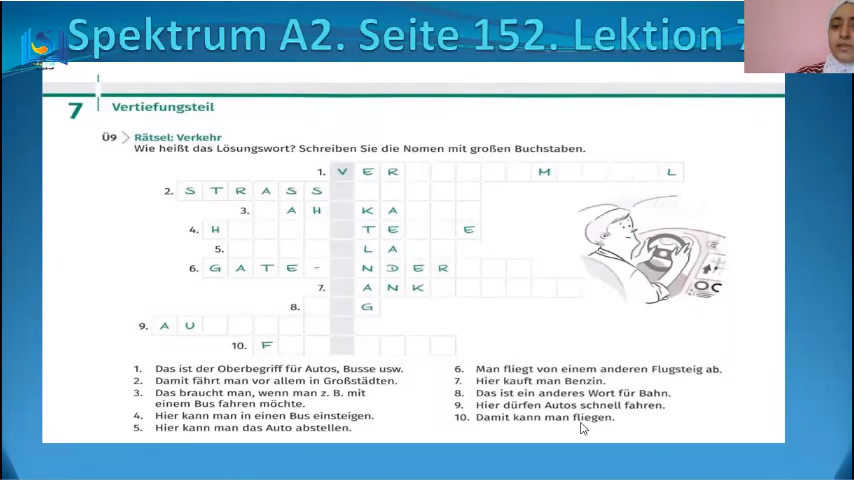 Spektrum A2. Seite 152. Lektion 7
7 Vertiefungsteil
Ü9 Rätsel: Verkehr
Wie heißt das Lösungswort? Schreiben Sie die Nomen mit großen Buchstaben.
1. V E R M L
2. S T R A S S
3. A H K A
4. H T E E
5. L A
6. G A T E - N D E R
7. A N K
8. G
9. A U
10. F
1. Das ist der Oberbegriff für Autos, Busse usw.
2. Damit fährt man vor allem in Großstädten.
3. Das braucht man, wenn man z. B. mit
einem Bus fahren möchte.
4. Hier kann man in einen Bus einsteigen.
5. Hier kann man das Auto abstellen.
6. Man fliegt von einem anderen Flugsteig ab.
7. Hier kauft man Benzin.
8. Das ist ein anderes Wort für Bahn.
9. Hier dürfen Autos schnell fahren.
10. Damit kann man fliegen.